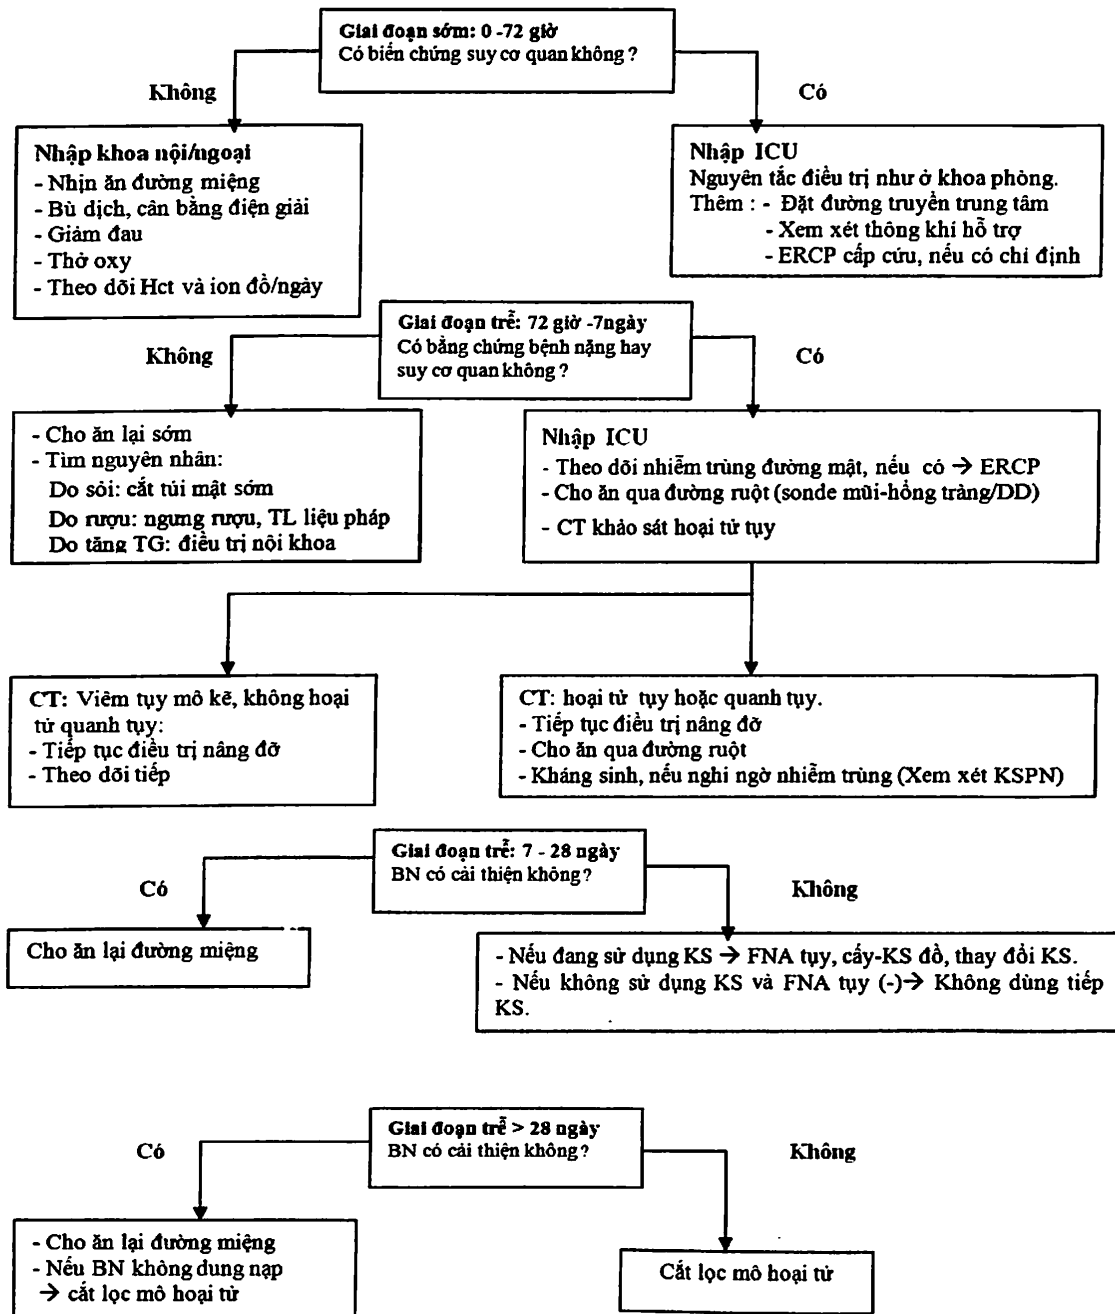 Giai đoạn sớm: 0 -72 giờ
Có biến chứng suy cơ quan không ?
Không
Có
Nhập khoa nội/ngoại
- Nhịn ăn đường miệng
- Bù dịch, cân bằng điện giải
- Giảm đau
- Thở oxy
- Theo dõi Hct và ion đồ/ngày
Nhập ICU
Nguyên tắc điều trị như ở khoa phòng.
Thêm : - Đặt đường truyền trung tâm
- Xem xét thông khí hỗ trợ
- ERCP cấp cứu, nếu có chỉ định
Giai đoạn trễ: 72 giờ -7ngày
Có bằng chứng bệnh nặng hay
suy cơ quan không ?
Không
Có
- Cho ăn lại sớm
- Tìm nguyên nhân:
Do sỏi: cắt túi mật sớm
Do rượu: ngưng rượu, TL liệu pháp
Do tăng TG: điều trị nội khoa
Nhập ICU
- Theo dõi nhiễm trùng đường mật, nếu có → ERCP
- Cho ăn qua đường ruột (sonde mũi-hổng tràng/DD)
- CT khảo sát hoại tử tụy
CT: Viêm tụy mô kẽ, không hoại
tử quanh tụy:
- Tiếp tục điều trị nâng đỡ
- Theo dõi tiếp
CT: hoại tử tụy hoặc quanh tụy.
- Tiếp tục điều trị nâng đỡ
- Cho ăn qua đường ruột
- Kháng sinh, nếu nghi ngờ nhiễm trùng (Xem xét KSPN)
Giai đoạn trễ: 7 - 28 ngày
BN có cải thiện không?
Có
Không
Cho ăn lại đường miệng
- Nếu đang sử dụng KS → FNA tụy, cấy-KS đồ, thay đổi KS.
- Nếu không sử dụng KS và FNA tụy (-)→ Không dùng tiếp
KS.
Giai đoạn trễ > 28 ngày
BN có cải thiện không?
Có
Không
- Cho ăn lại đường miệng
- Nếu BN không dung nạp
→ cắt lọc mô hoại tử
Cắt lọc mô hoại tử